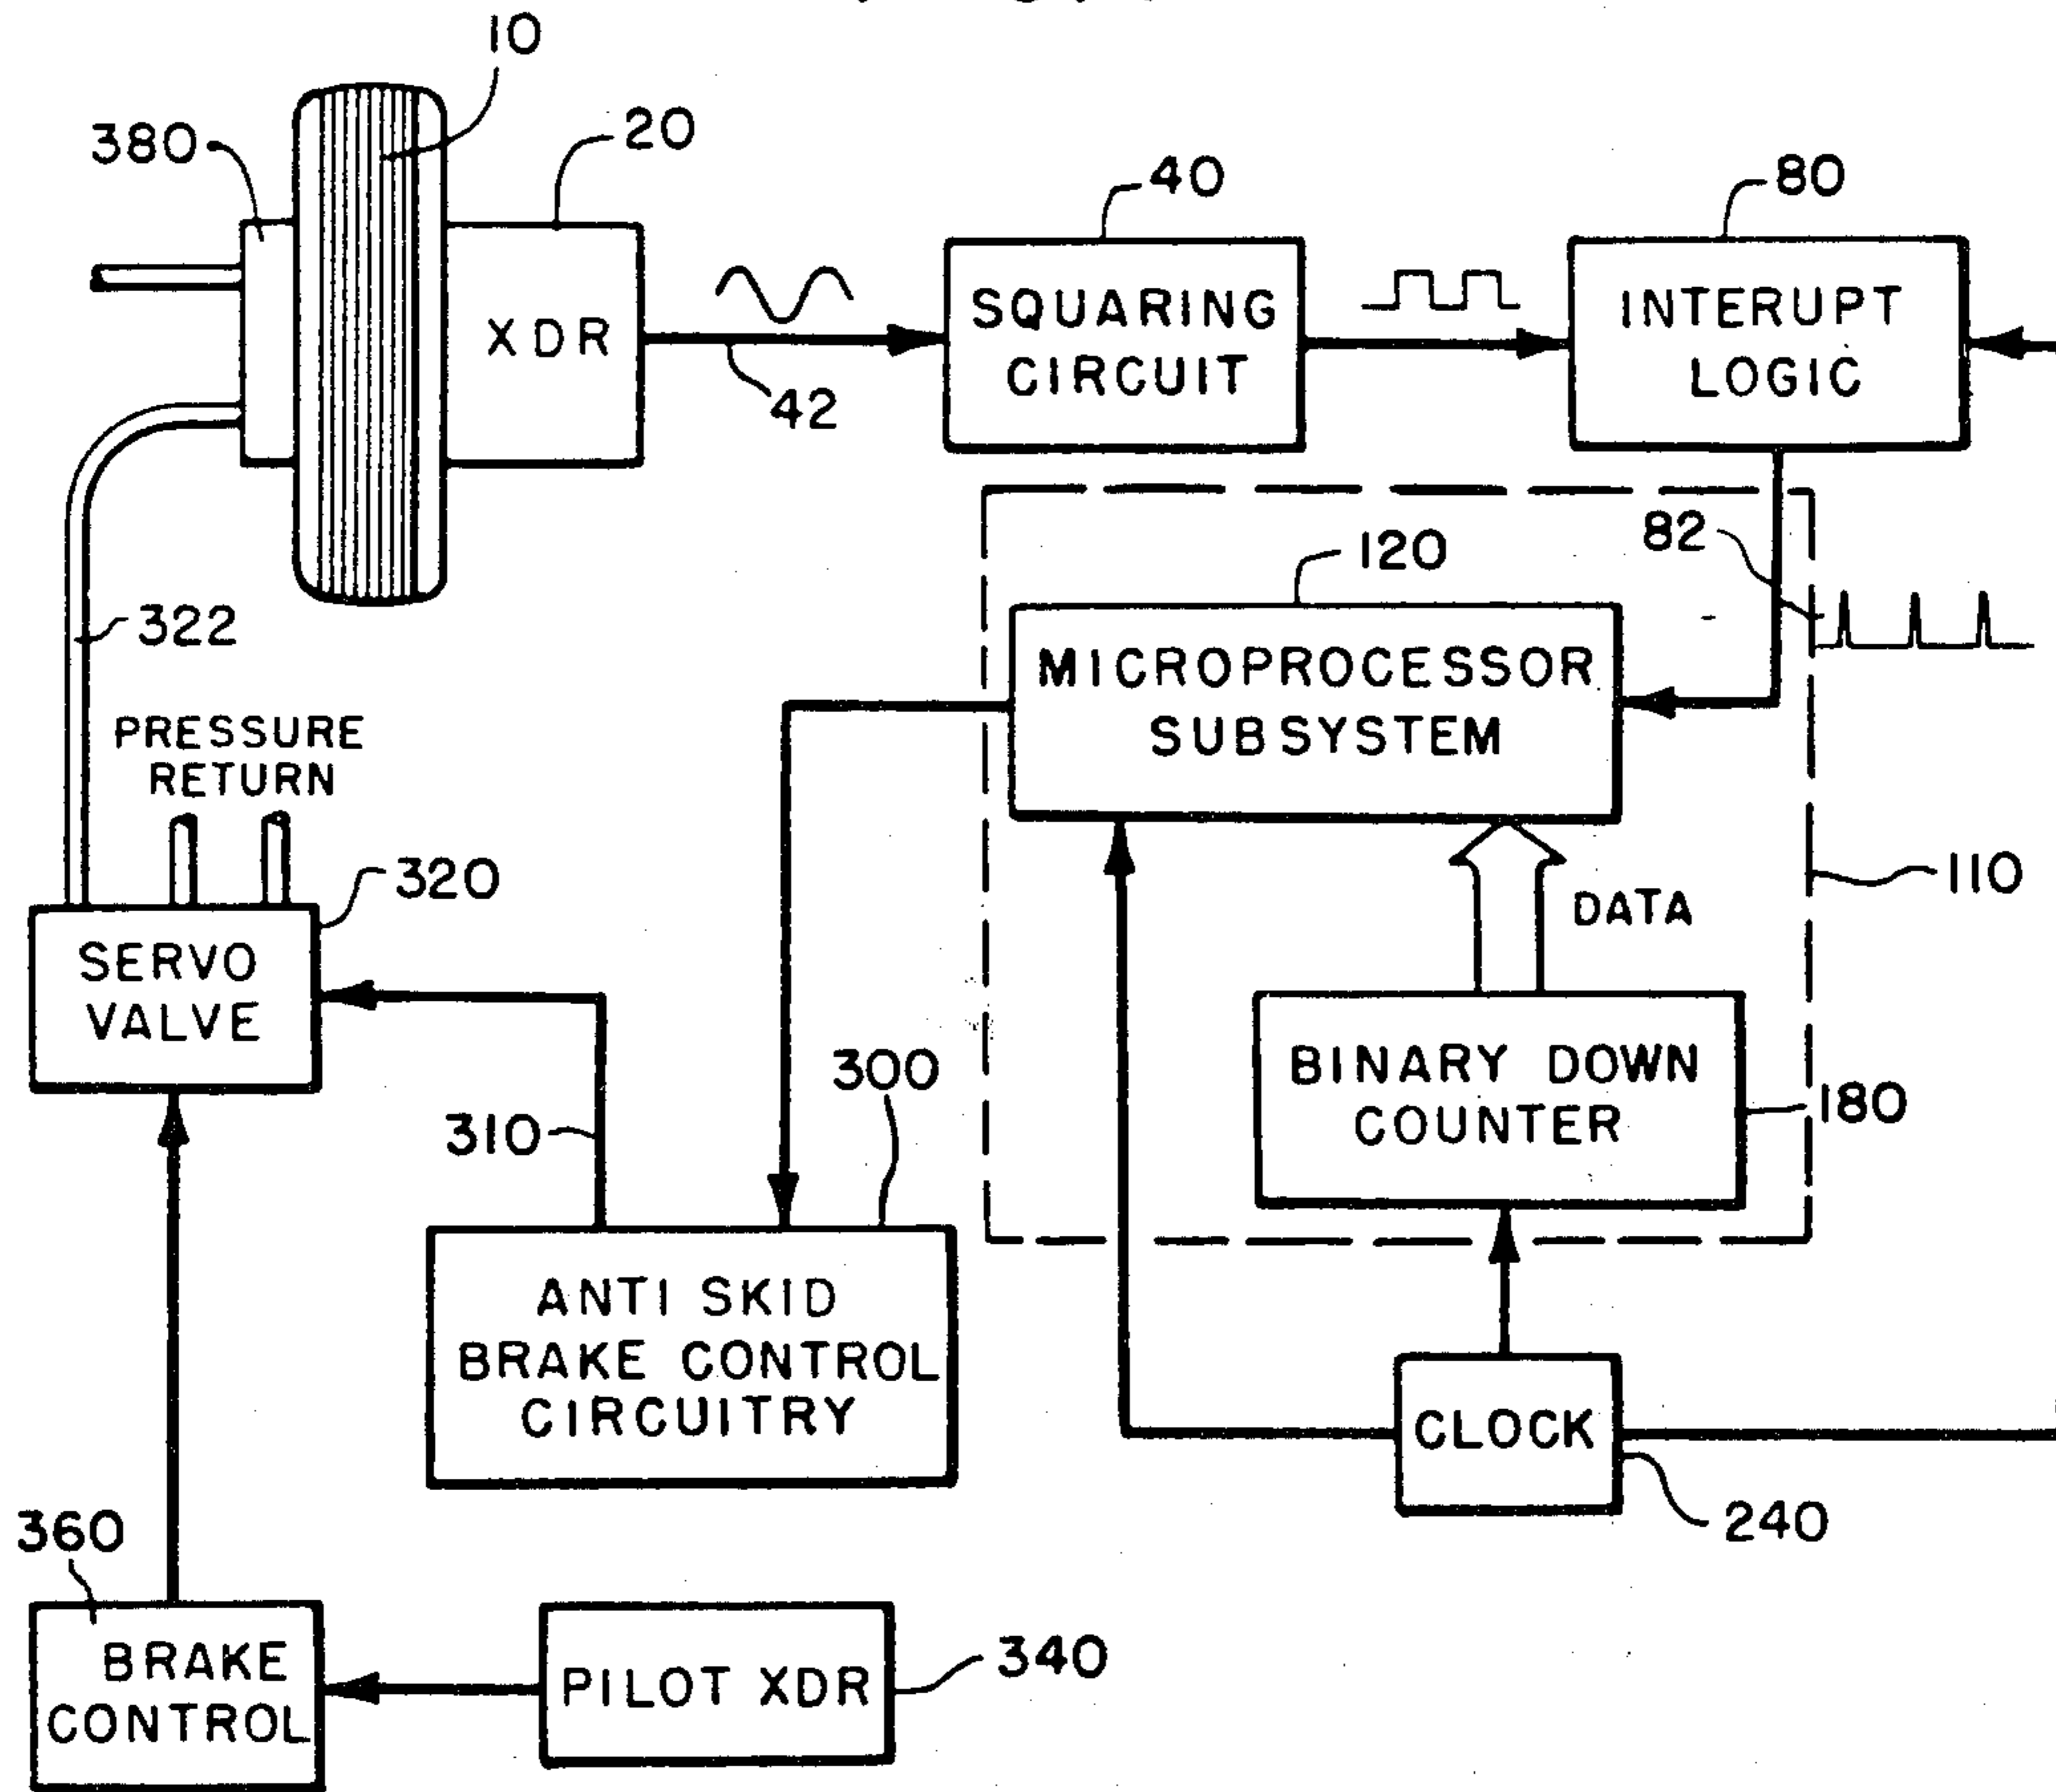 10
380
20
40
80
XDR
SQUARING
CIRCUIT
INTERUPT
LOGIC
42
82
120
322
MICROPROCESSOR
SUBSYSTEM
PRESSURE
RETURN
320
110
DATA
SERVO
VALVE
BINARY DOWN
COUNTER
180
300
310
ANTI SKID
BRAKE CONTROL
CIRCUITRY
CLOCK
240
360
BRAKE
CONTROL
PILOT XDR
340